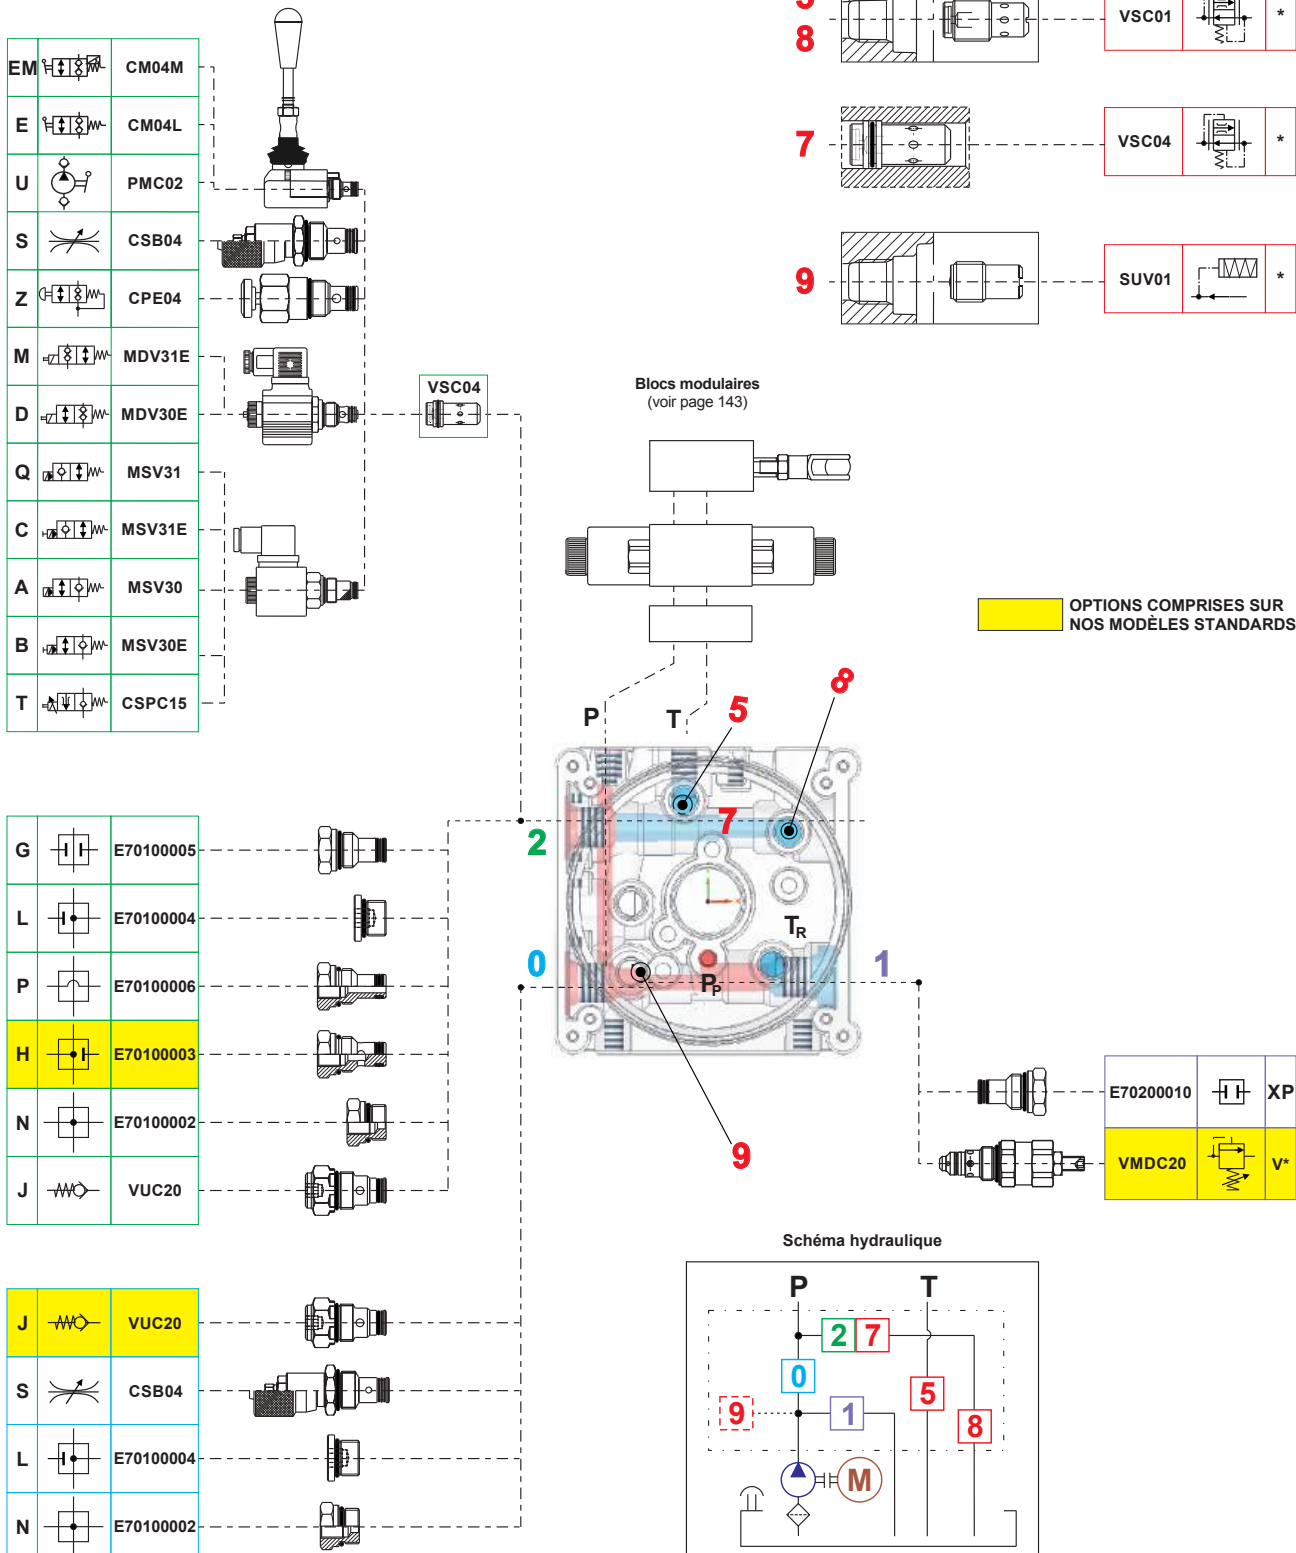 5
8
VSC01 *
EM CM04M
E CM04L
U PMC02
S CSB04
Z CPE04
M MDV31E
D MDV30E
Q MSV31
C MSV31E
A MSV30
B MSV30E
T CSPC15
7
VSC04 *
9
SUV01 *
VSC04
Blocs modulaires
(voir page 143)
OPTIONS COMPRISES SUR
NOS MODÈLES STANDARDS
P T 5 8
2 7
0 1
TR
PP
9
G E70100005
L E70100004
P E70100006
H E70100003
N E70100002
J VUC20
E70200010 XP
VMDC20 V*
J VUC20
S CSB04
L E70100004
N E70100002
Schéma hydraulique
P T
2 7
0
5
9 1 8
M